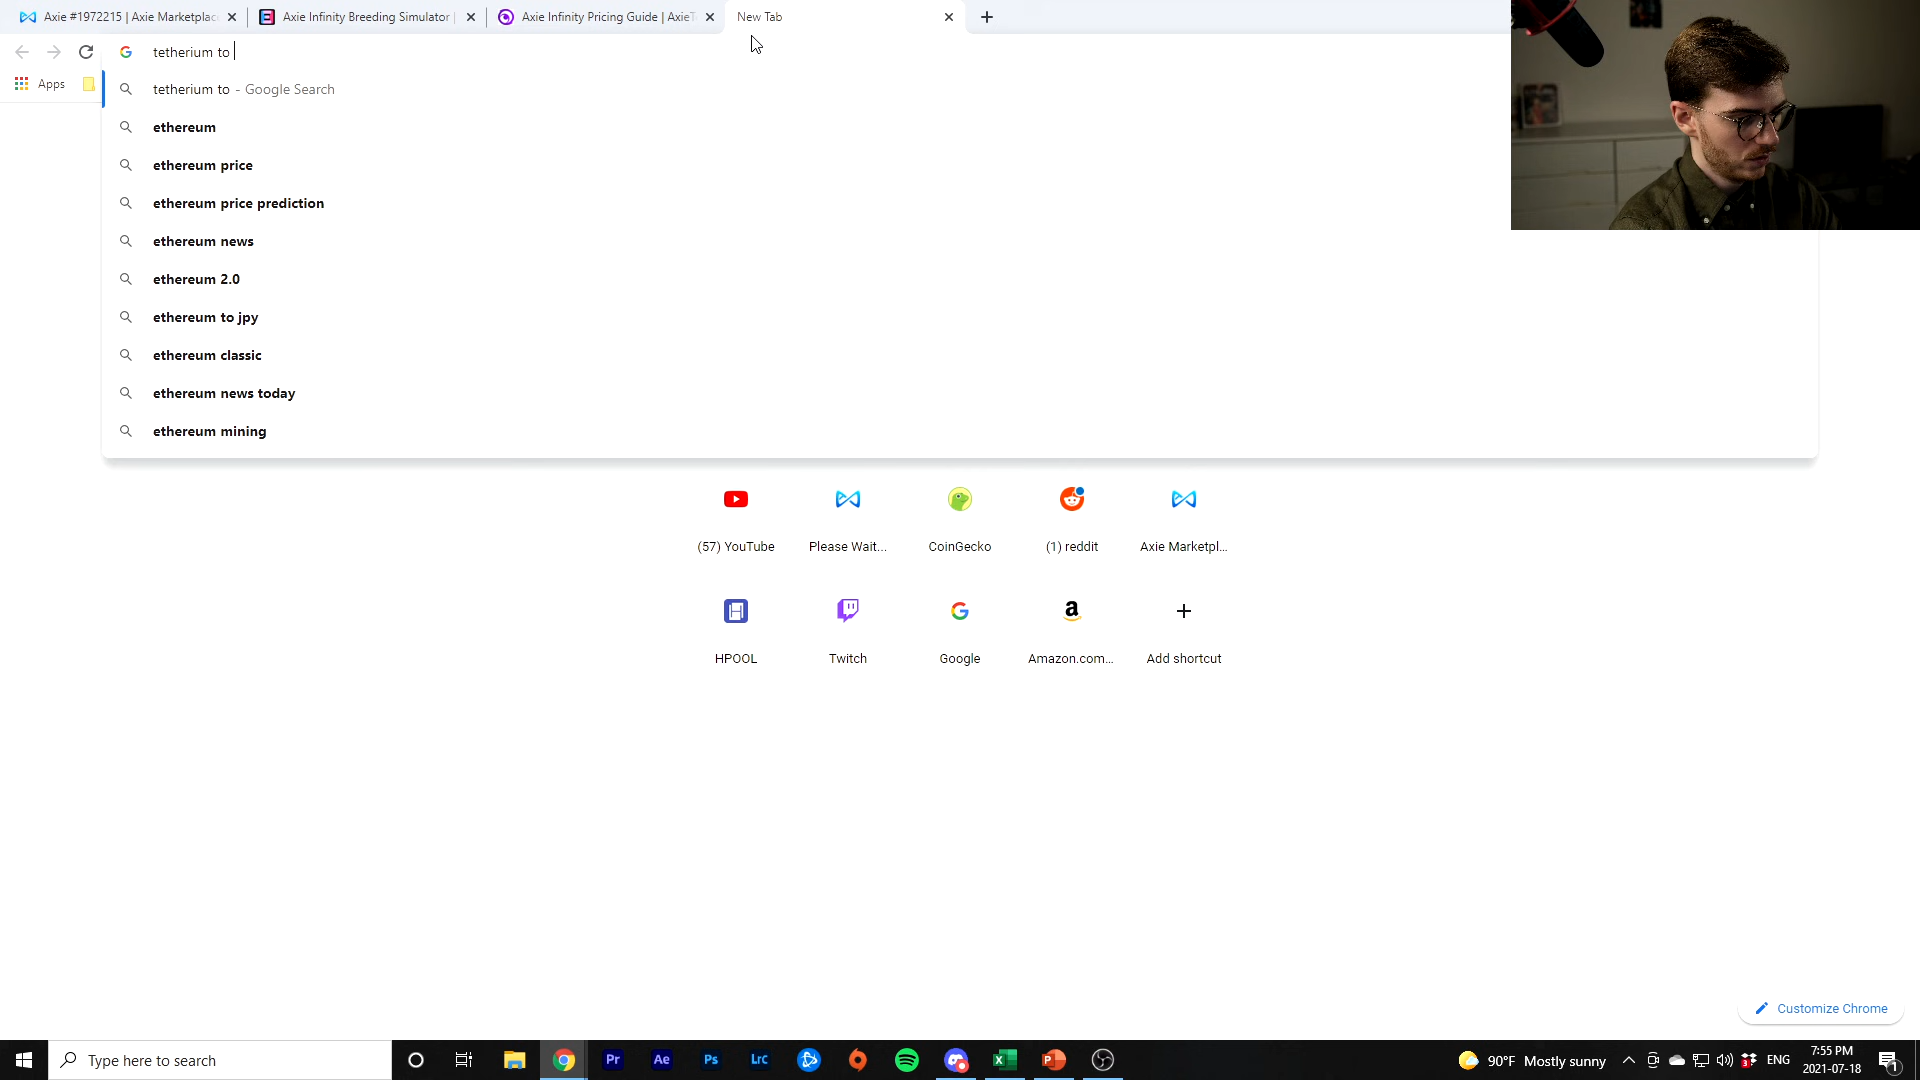 Axie #1972215 | Axie Marketplac
Axie Infinity Breeding Simulator |
Axie Infinity Pricing Guide | AxieT
New Tab
tetherium to
Apps
tetherium to - Google Search
ethereum
ethereum price
ethereum price prediction
ethereum news
ethereum 2.0
ethereum to jpy
ethereum classic
ethereum news today
ethereum mining
(57) YouTube
Please Wait...
CoinGecko
(1) reddit
Axie Marketpl...
HPOOL
Twitch
Google
Amazon.com...
Add shortcut
Customize Chrome
Type here to search
Pr
Ae
Ps
Lrc
90°F Mostly sunny
ENG
7:55 PM
2021-07-18
1